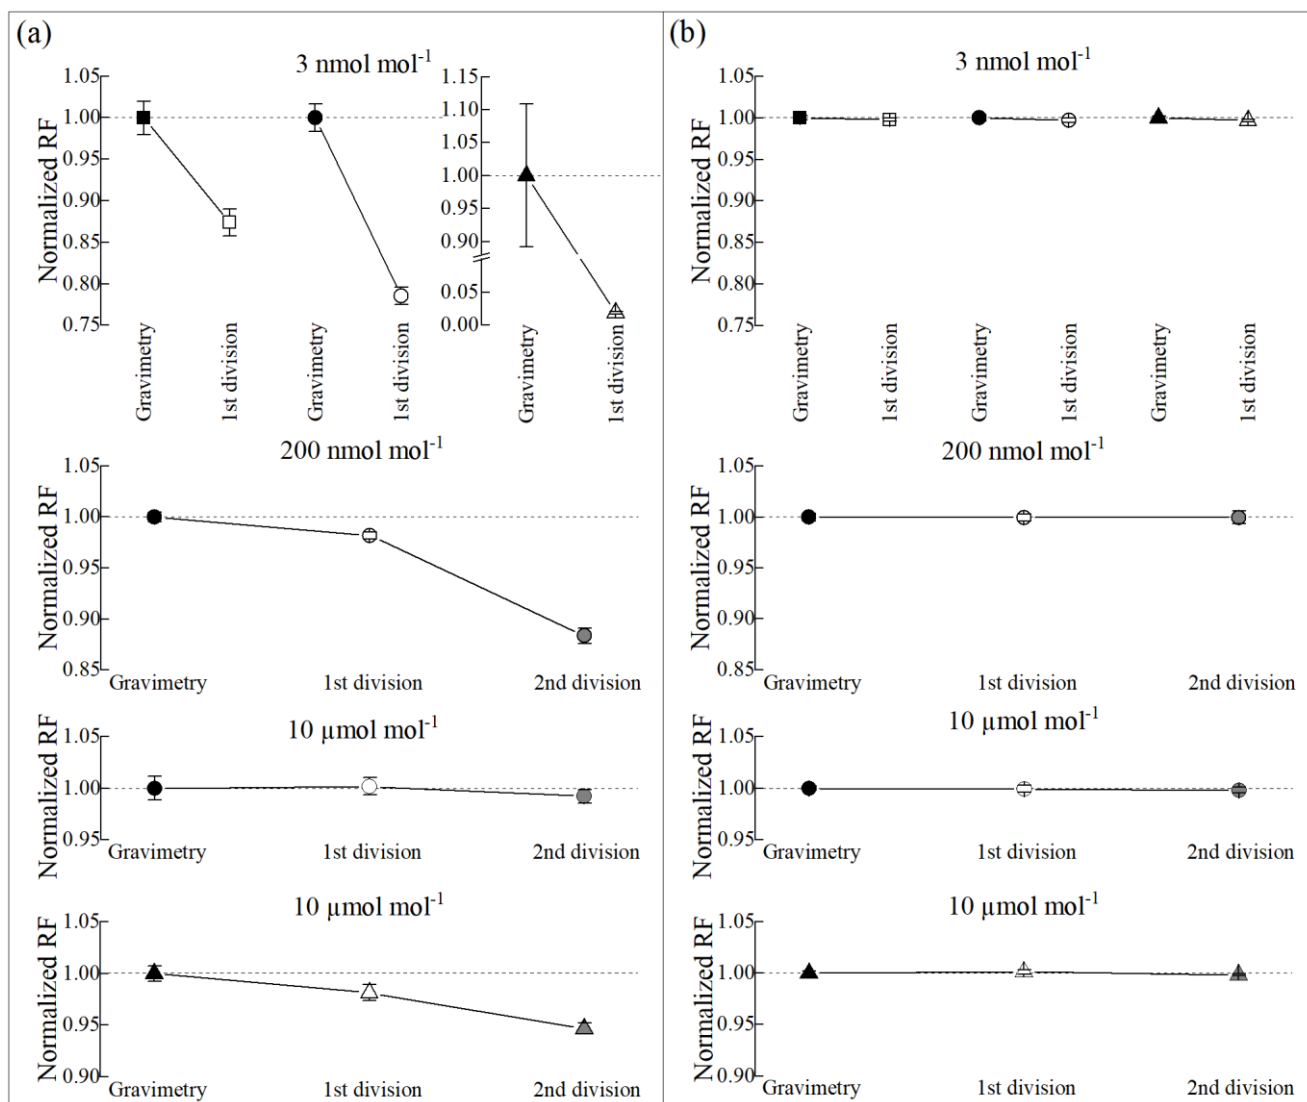 (a)
3 nmol mol⁻¹
Normalized RF
1.05
1.00
0.95
0.90
0.85
0.80
0.75
Gravimetry
1st division
Gravimetry
1st division
1.15
1.10
1.05
1.00
0.95
0.90
0.05
0.00
Gravimetry
1st division
200 nmol mol⁻¹
Normalized RF
1.05
1.00
0.95
0.90
0.85
Gravimetry 1st division 2nd division
10 µmol mol⁻¹
Normalized RF
1.05
1.00
0.95
Gravimetry 1st division 2nd division
10 µmol mol⁻¹
Normalized RF
1.05
1.00
0.95
0.90
Gravimetry 1st division 2nd division
(b)
3 nmol mol⁻¹
Normalized RF
1.05
1.00
0.95
0.90
0.85
0.80
0.75
Gravimetry
1st division
Gravimetry
1st division
Gravimetry
1st division
200 nmol mol⁻¹
Normalized RF
1.05
1.00
0.95
0.90
0.85
Gravimetry 1st division 2nd division
10 µmol mol⁻¹
Normalized RF
1.05
1.00
0.95
Gravimetry 1st division 2nd division
10 µmol mol⁻¹
Normalized RF
1.05
1.00
0.95
0.90
Gravimetry 1st division 2nd division